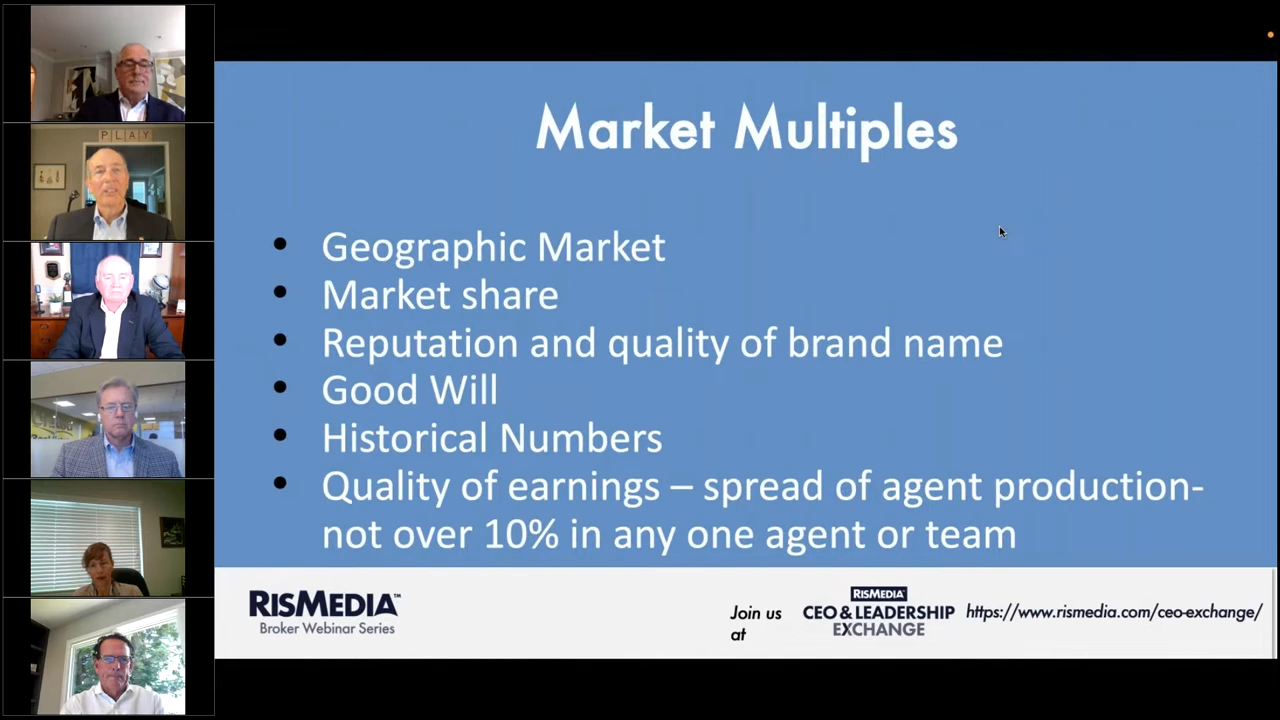 PLAY
Market Multiples
• Geographic Market
• Market share
• Reputation and quality of brand name
• Good Will
• Historical Numbers
• Quality of earnings – spread of agent production-
not over 10% in any one agent or team
RISMEDIA™
Broker Webinar Series
Join us
at
RISMEDIA
CEO & LEADERSHIP
EXCHANGE
https://www.rismedia.com/ceo-exchange/